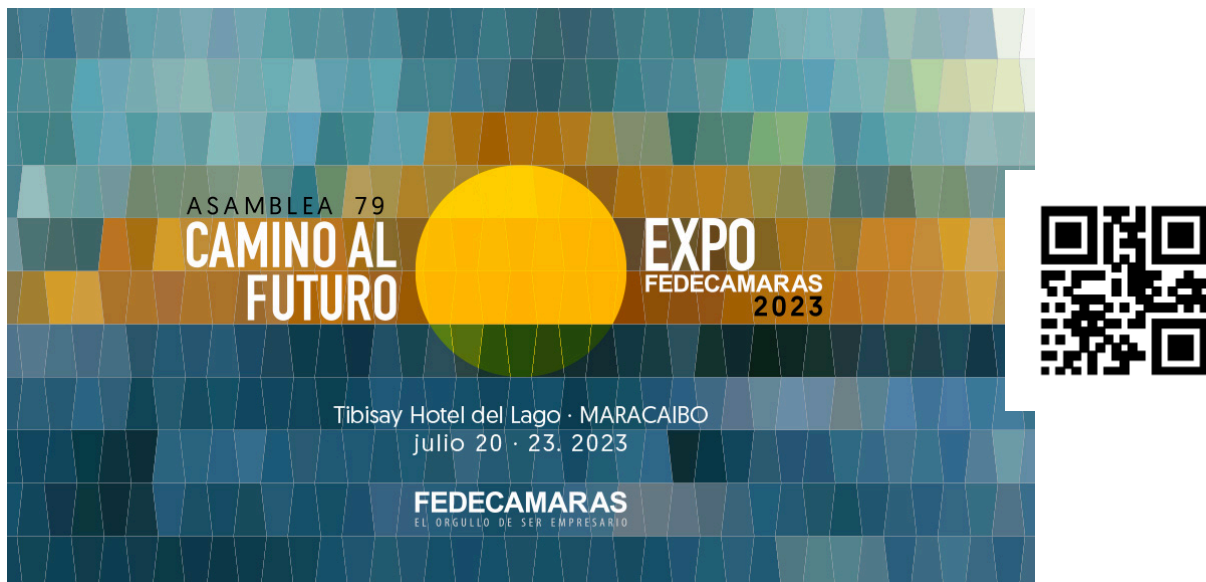 ASAMBLEA 79
CAMINO AL
FUTURO
EXPO
FEDECAMARAS
2023
Tibisay Hotel del Lago · MARACAIBO
julio 20 · 23. 2023
FEDECAMARAS
EL ORGULLO DE SER EMPRESARIO